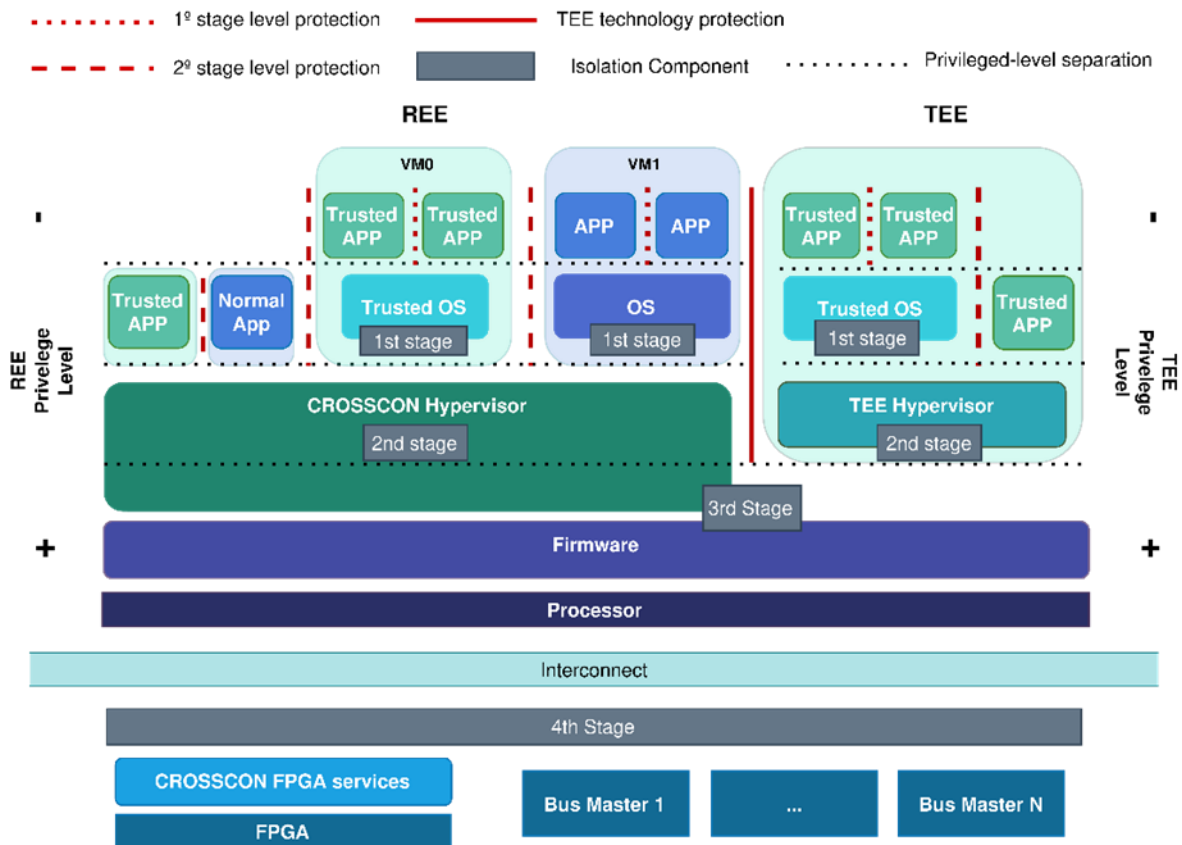 1º stage level protection
TEE technology protection
2º stage level protection
Isolation Component
Privileged-level separation
REE
TEE
VM0
VM1
-
-
Trusted
APP
Trusted
APP
APP
APP
Trusted
APP
Trusted
APP
Trusted
APP
Normal
App
Trusted OS
1st stage
OS
1st stage
Trusted OS
1st stage
Trusted
APP
REE
Privelege
Level
TEE
Privelege
Level
CROSSCON Hypervisor
2nd stage
TEE Hypervisor
2nd stage
3rd Stage
+
+
Firmware
Processor
Interconnect
4th Stage
CROSSCON FPGA services
FPGA
Bus Master 1
...
Bus Master N